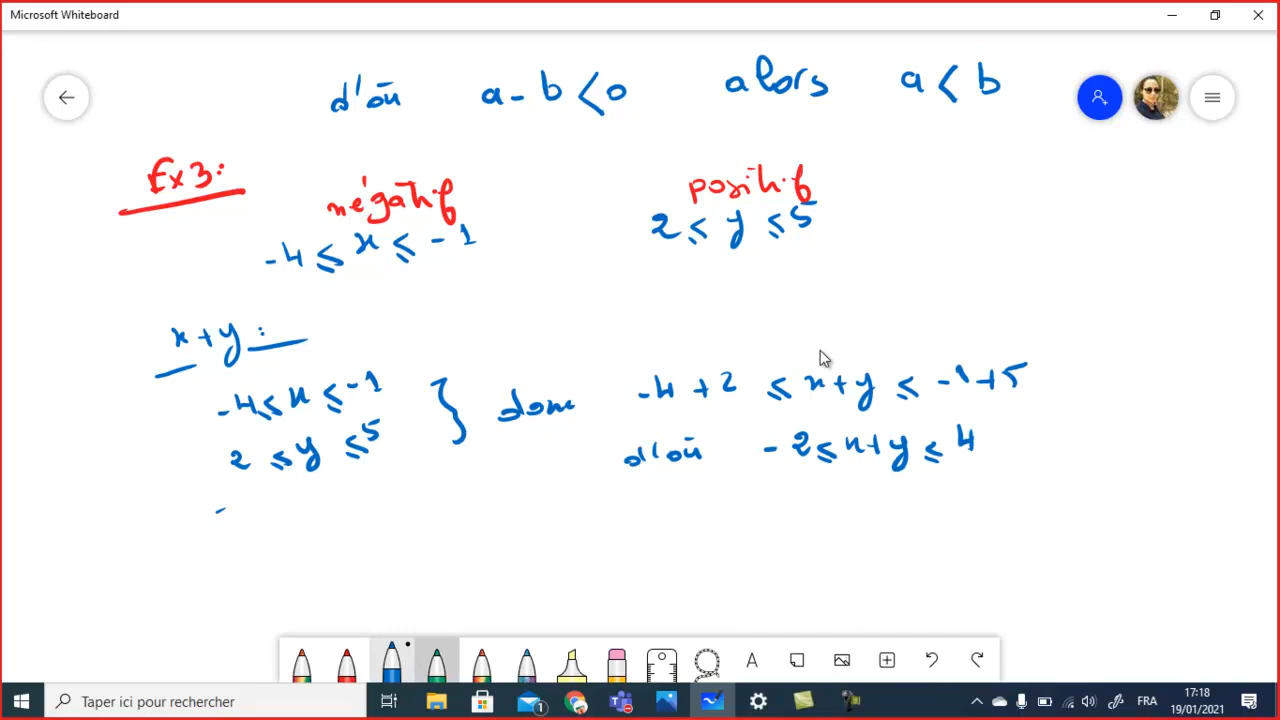 Microsoft Whiteboard
d'où a-b<0 alors a<b
Ex3:
négatif positif
-4≤x≤-1 2≤y≤5
x+y:
-4≤x≤-1 } donc -4+2≤x+y≤-1+5
2≤y≤5 d'où -2≤x+y≤4
-
A
Taper ici pour rechercher
1
FRA
17:18
19/01/2021